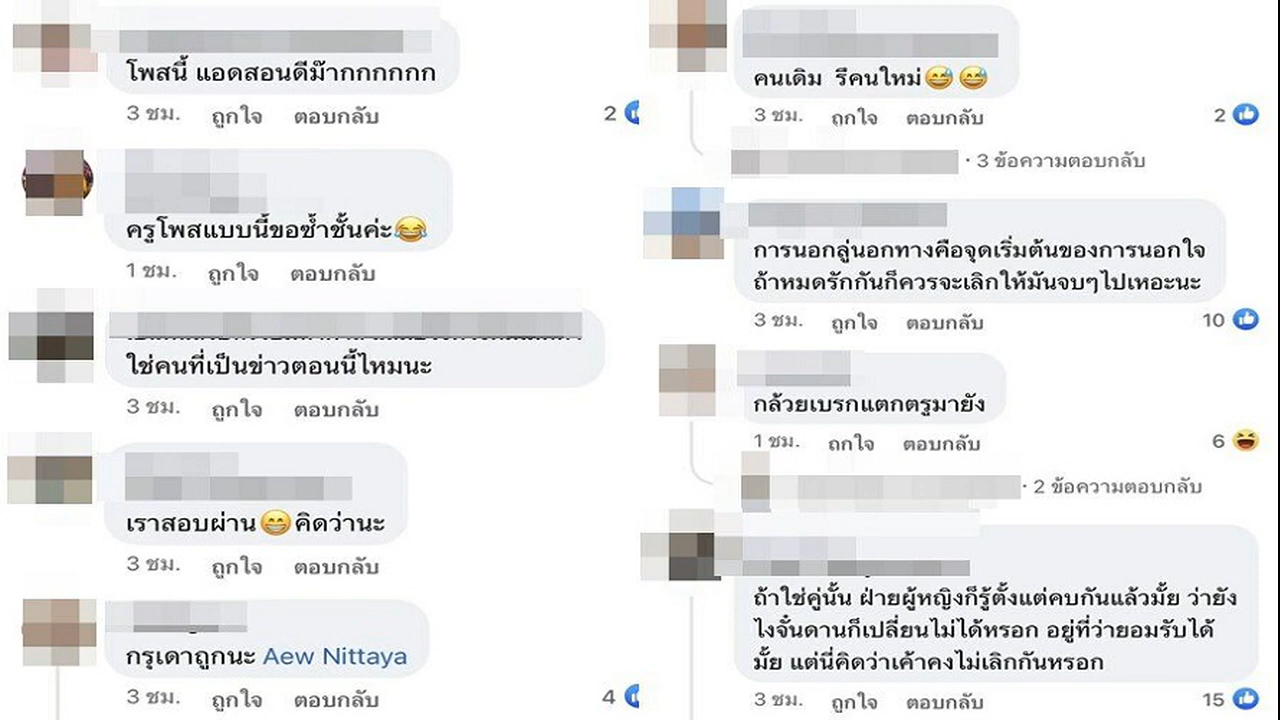 โพสนี้ แอดสอนดีม๊ากกกกกก
3 ชม. ถูกใจ ตอบกลับ 2
ครูโพสแบบนี้ขอซ้ำชั้นค่ะ😂
1 ชม. ถูกใจ ตอบกลับ
ใช่คนที่เป็นข่าวตอนนี้ไหมนะ
3 ชม. ถูกใจ ตอบกลับ
เราสอบผ่าน😁คิดว่านะ
3 ชม. ถูกใจ ตอบกลับ
กรุเดาถูกนะ Aew Nittaya
3 ชม. ถูกใจ ตอบกลับ 4
คนเดิม รึคนใหม่😅😅
3 ชม. ถูกใจ ตอบกลับ 2
· 3 ข้อความตอบกลับ
การนอกลู่นอกทางคือจุดเริ่มต้นของการนอกใจ
ถ้าหมดรักกันก็ควรจะเลิกให้มันจบๆไปเหอะนะ
3 ชม. ถูกใจ ตอบกลับ 10
กล้วยเบรกแตกตรูมายัง
1 ชม. ถูกใจ ตอบกลับ 6
· 2 ข้อความตอบกลับ
ถ้าใช่คู่นั้น ฝ่ายผู้หญิงก็รู้ตั้งแต่คบกันแล้วมั้ย ว่ายัง
ไงจั๋นดานก็เปลี่ยนไม่ได้หรอก อยู่ที่ว่ายอมรับได้
มั้ย แต่นี่คิดว่าเค้าคงไม่เลิกกันหรอก
3 ชม. ถูกใจ ตอบกลับ 15